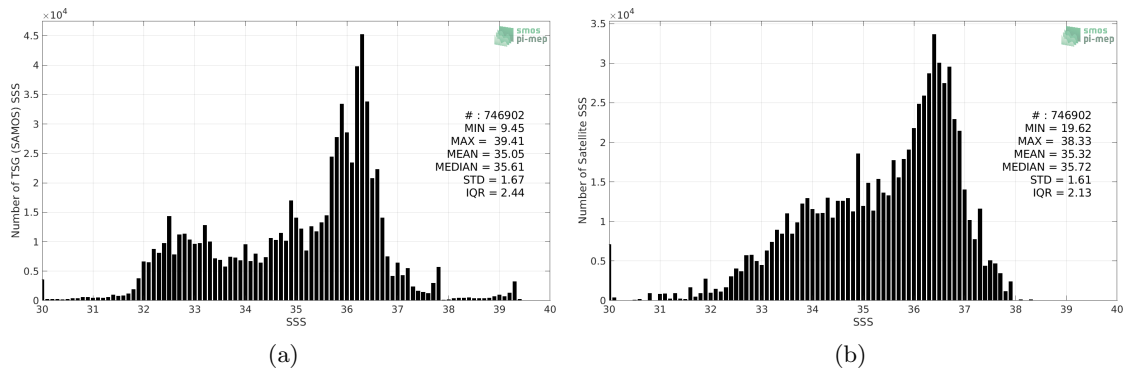 ×10⁴
smos
pi-mep
4.5
4
3.5
3
2.5
2
1.5
1
0.5
0
Number of TSG (SAMOS) SSS
# : 746902
MIN = 9.45
MAX = 39.41
MEAN = 35.05
MEDIAN = 35.61
STD = 1.67
IQR = 2.44
30 31 32 33 34 35 36 37 38 39 40
SSS
(a)
×10⁴
smos
pi-mep
3.5
3
2.5
2
1.5
1
0.5
0
Number of Satellite SSS
# : 746902
MIN = 19.62
MAX = 38.33
MEAN = 35.32
MEDIAN = 35.72
STD = 1.61
IQR = 2.13
30 31 32 33 34 35 36 37 38 39 40
SSS
(b)